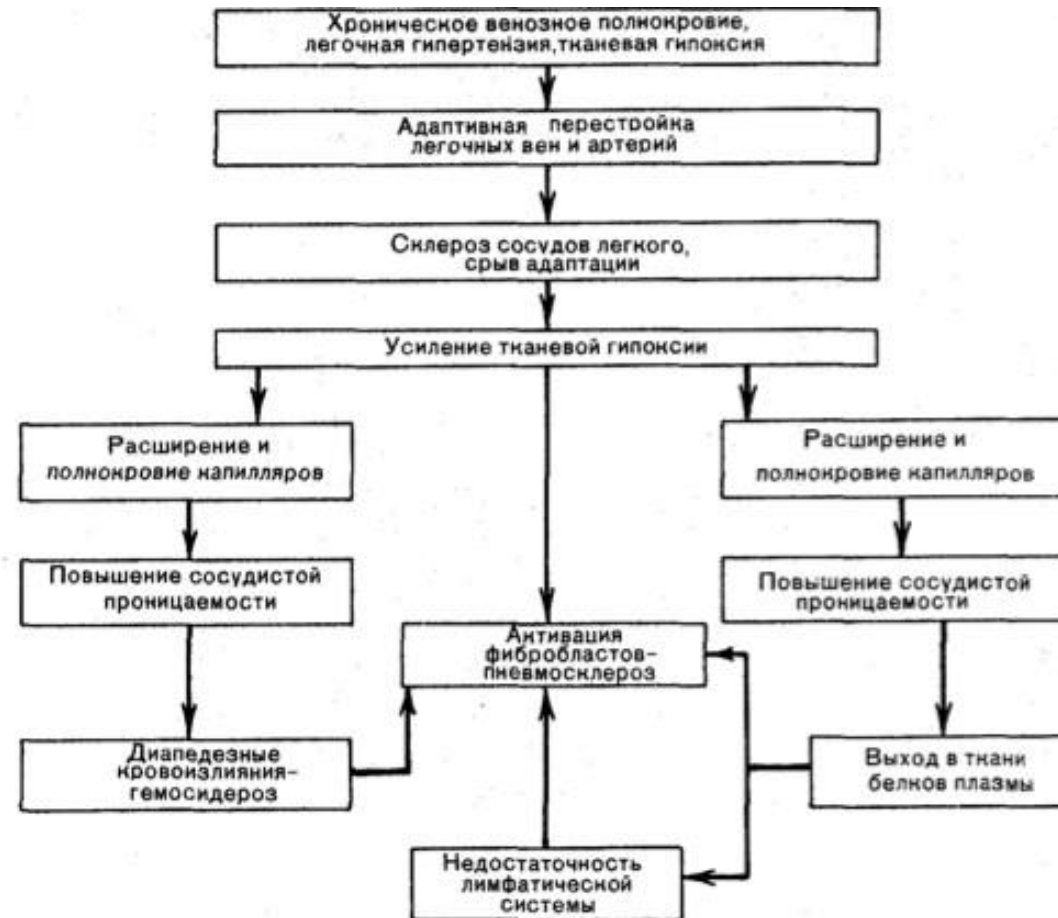 Хроническое венозное полнокровие,
легочная гипертензия,тканевая гипоксия
Адаптивная перестройка
легочных вен и артерий
Склероз сосудов легкого,
срыв адаптации
Усиление тканевой гипоксии
Расширение и
полнокровие капилляров
Расширение и
полнокровие капилляров
Повышение сосудистой
проницаемости
Повышение сосудистой
проницаемости
Активация
фибробластов-
пневмосклероз
Диапедезные
кровоизлияния-
гемосидероз
Выход в ткани
белков плазмы
Недостаточность
лимфатической
системы